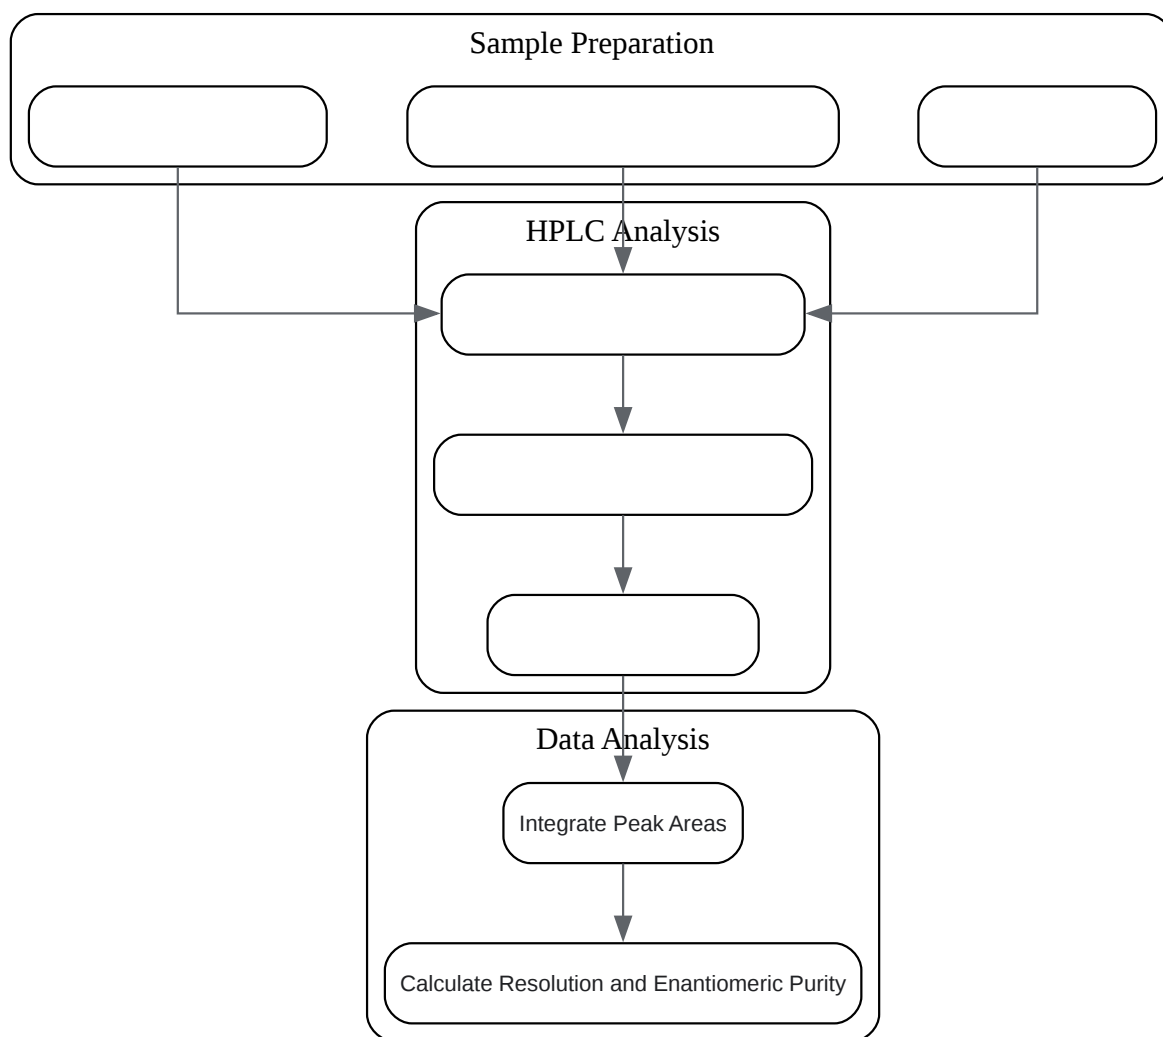 Sample Preparation
HPLC Analysis
Data Analysis
Integrate Peak Areas
Calculate Resolution and Enantiomeric Purity